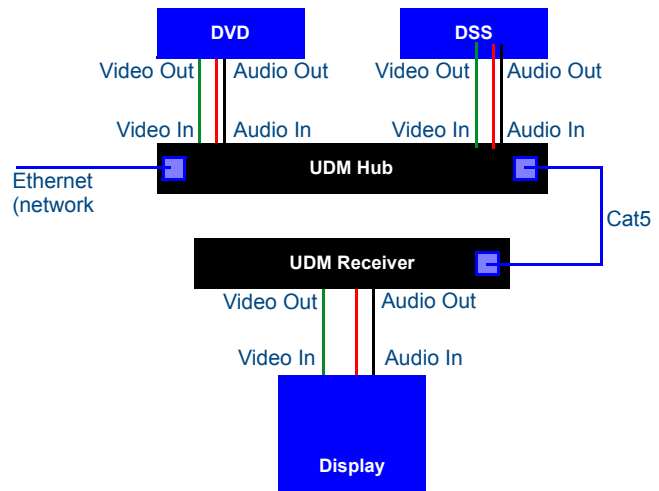 DVD
DSS
Video Out
Audio Out
Video Out
Audio Out
Video In
Audio In
Video In
Audio In
UDM Hub
Ethernet
(network
Cat5
UDM Receiver
Video Out
Audio Out
Video In
Audio In
Display